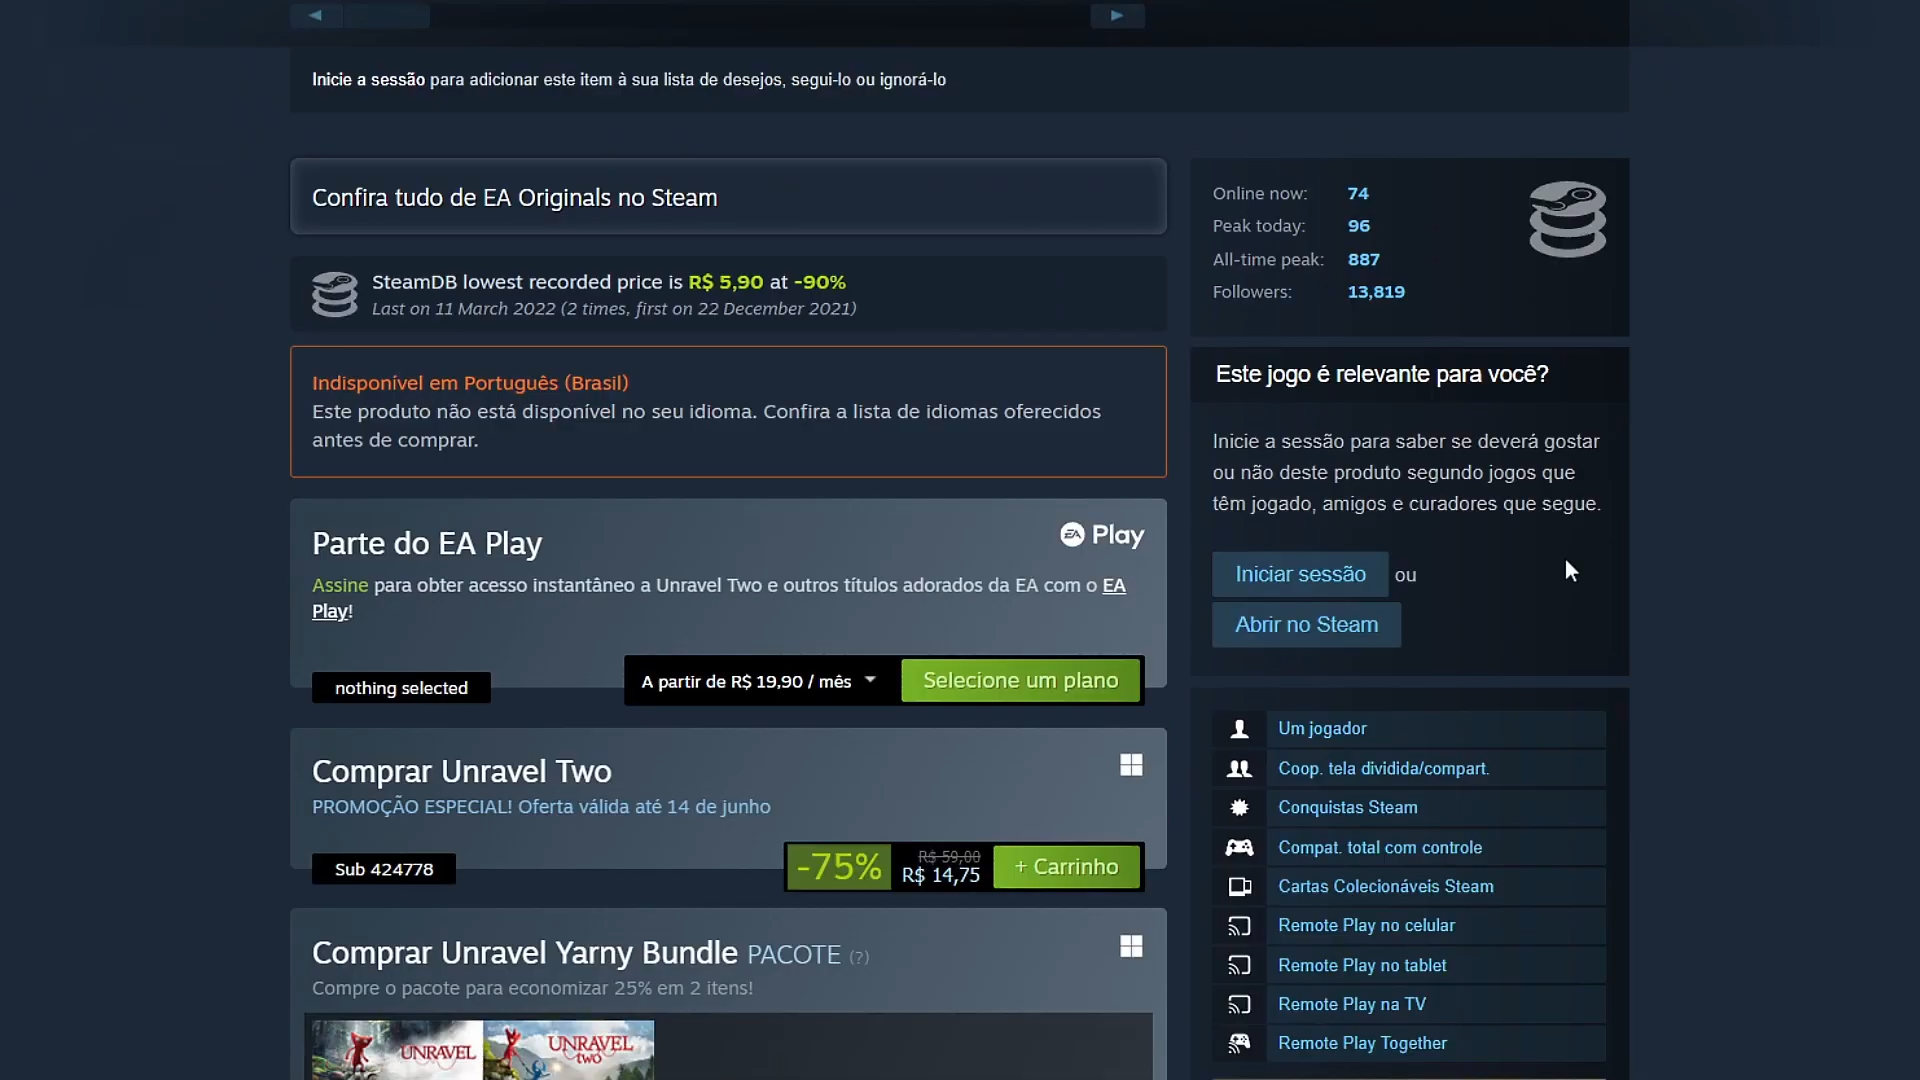 Inicie a sessão para adicionar este item à sua lista de desejos, segui-lo ou ignorá-lo
Confira tudo de EA Originals no Steam
SteamDB lowest recorded price is R$ 5,90 at -90%
Last on 11 March 2022 (2 times, first on 22 December 2021)
Indisponível em Português (Brasil)
Este produto não está disponível no seu idioma. Confira a lista de idiomas oferecidos
antes de comprar.
Parte do EA Play
EA Play
Assine para obter acesso instantâneo a Unravel Two e outros títulos adorados da EA com o EA
Play!
nothing selected
A partir de R$ 19,90 / mês
Selecione um plano
Comprar Unravel Two
PROMOÇÃO ESPECIAL! Oferta válida até 14 de junho
Sub 424778
-75%
R$ 59,00
R$ 14,75
+ Carrinho
Comprar Unravel Yarny Bundle PACOTE (?)
Compre o pacote para economizar 25% em 2 itens!
UNRAVEL
UNRAVEL
two
Online now: 74
Peak today: 96
All-time peak: 887
Followers: 13,819
Este jogo é relevante para você?
Inicie a sessão para saber se deverá gostar
ou não deste produto segundo jogos que
têm jogado, amigos e curadores que segue.
Iniciar sessão ou
Abrir no Steam
Um jogador
Coop. tela dividida/compart.
Conquistas Steam
Compat. total com controle
Cartas Colecionáveis Steam
Remote Play no celular
Remote Play no tablet
Remote Play na TV
Remote Play Together